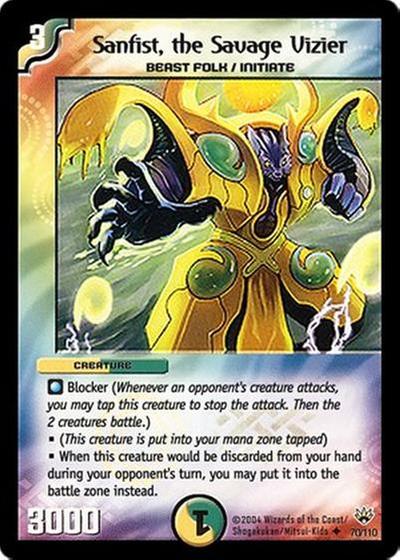 3
Sanfist, the Savage Vizier
BEAST FOLK / INITIATE
CREATURE
Blocker (Whenever an opponent's creature attacks,
you may tap this creature to stop the attack. Then the
2 creatures battle.)
▪ (This creature is put into your mana zone tapped)
▪ When this creature would be discarded from your hand
during your opponent's turn, you may put it into the
battle zone instead.
3000
1
©2004 Wizards of the Coast/
Shogakukan/Mitsui-Kids ♦ 70/110